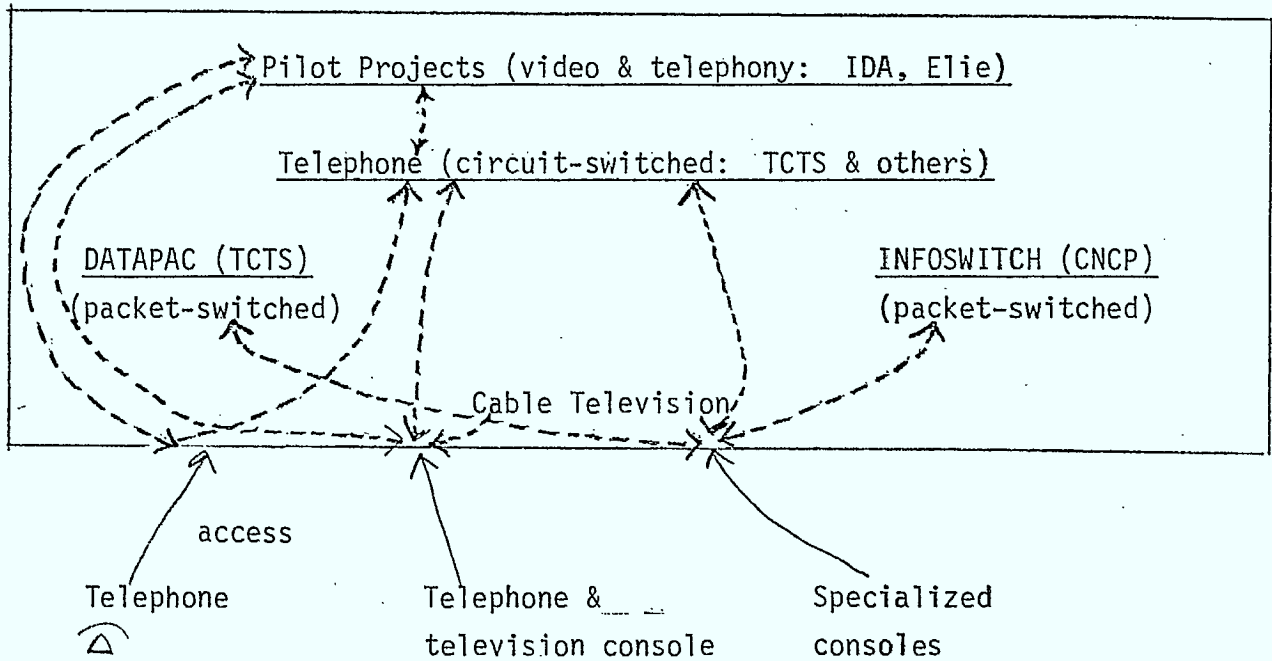 Pilot Projects (video & telephony: IDA, Elie)
Telephone (circuit-switched: TCTS & others)
DATAPAC (TCTS)
(packet-switched)
INFOSWITCH (CNCP)
(packet-switched)
Cable Television
access
Telephone
Telephone &
television console
Specialized
consoles